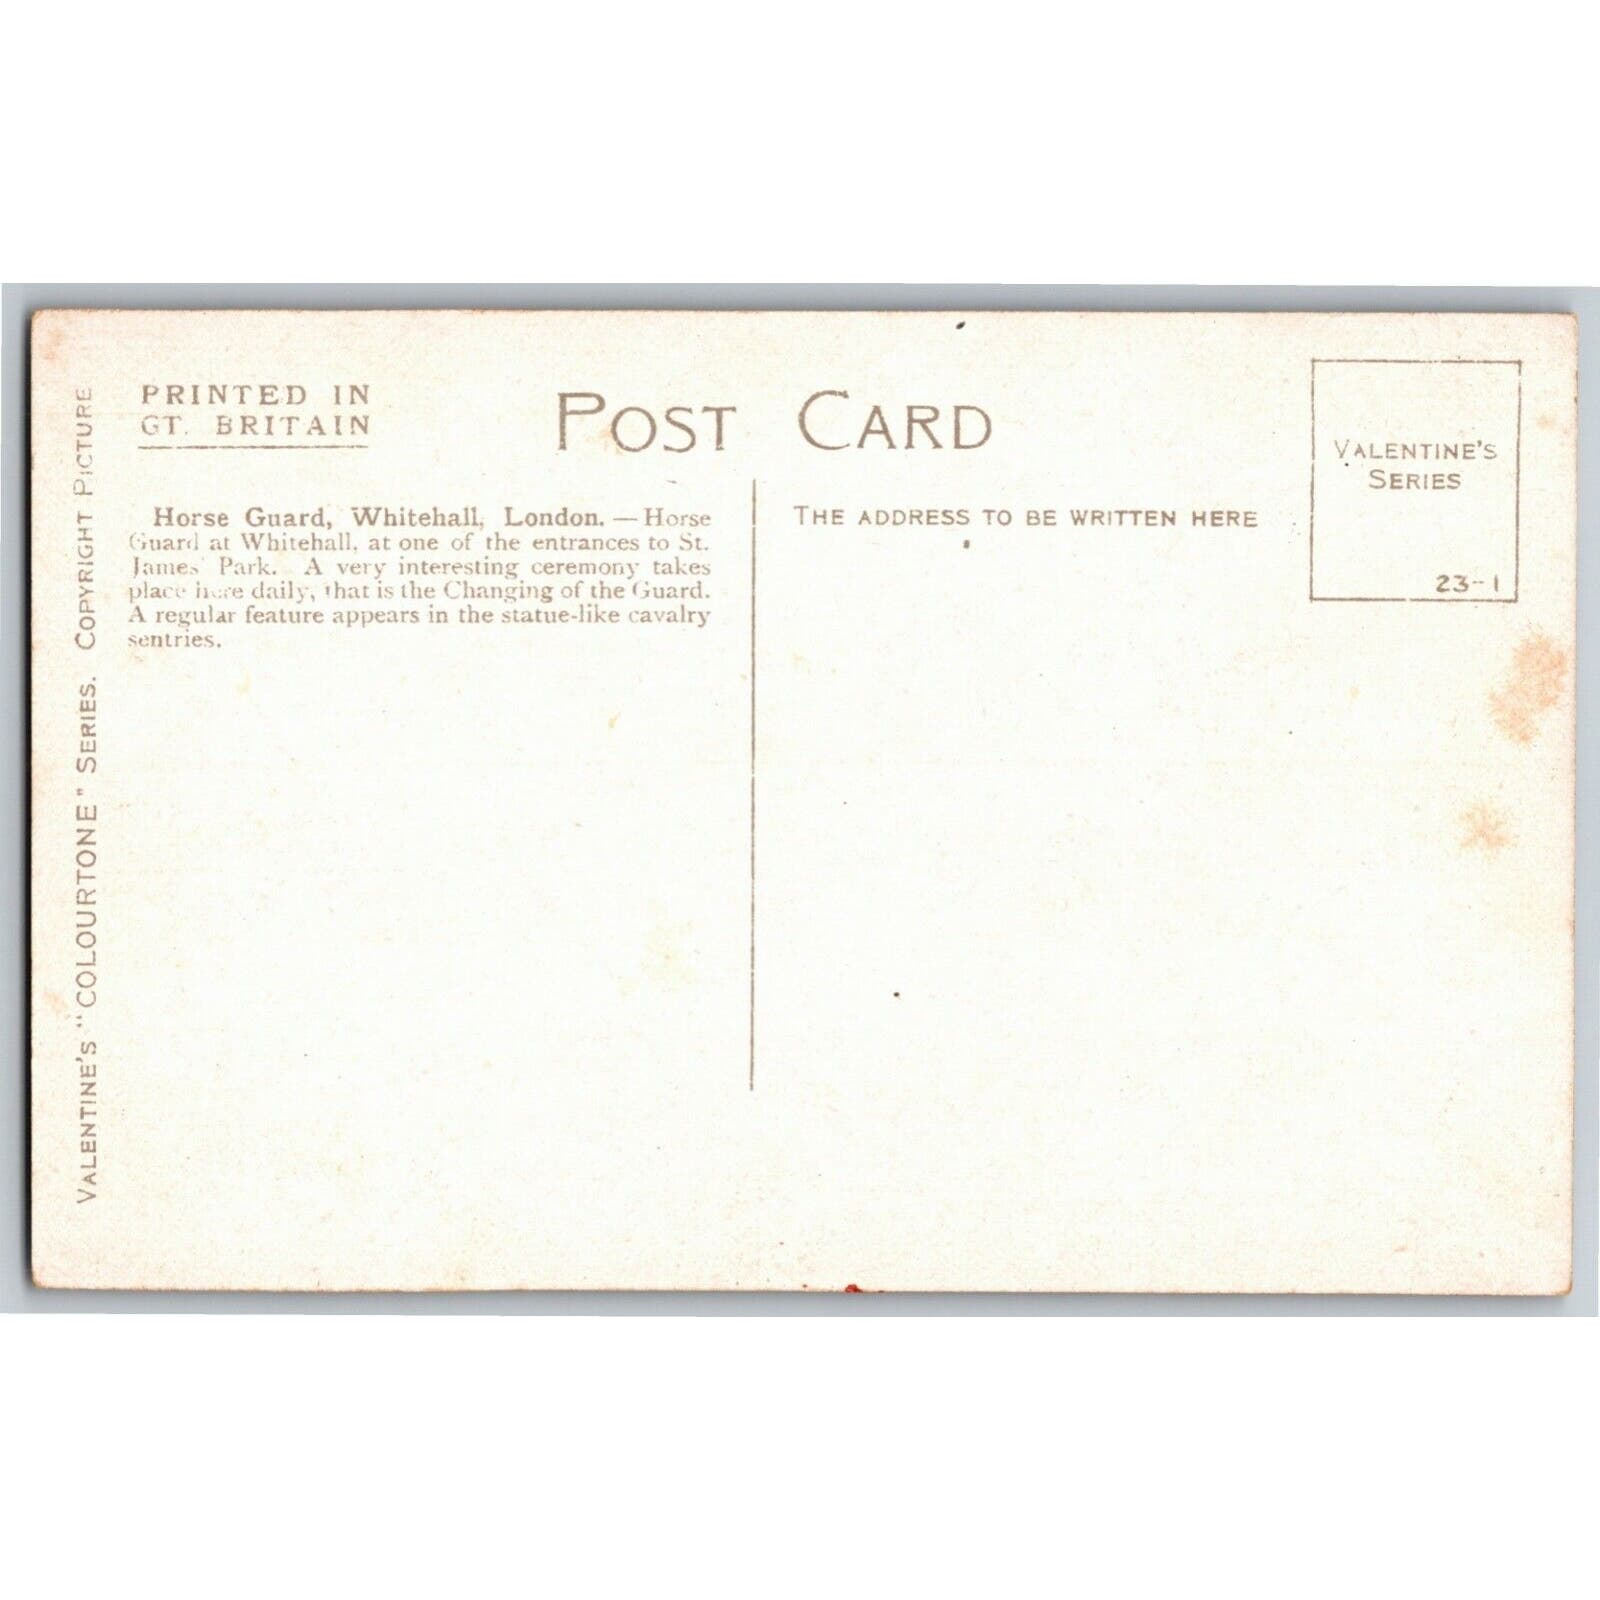 PRINTED IN
GT. BRITAIN
POST CARD
VALENTINE'S
SERIES
23-1
Horse Guard, Whitehall, London. — Horse
Guard at Whitehall, at one of the entrances to St.
James' Park. A very interesting ceremony takes
place here daily, that is the Changing of the Guard.
A regular feature appears in the statue-like cavalry
sentries.
THE ADDRESS TO BE WRITTEN HERE
VALENTINE'S "COLOURTONE" SERIES. COPYRIGHT PICTURE